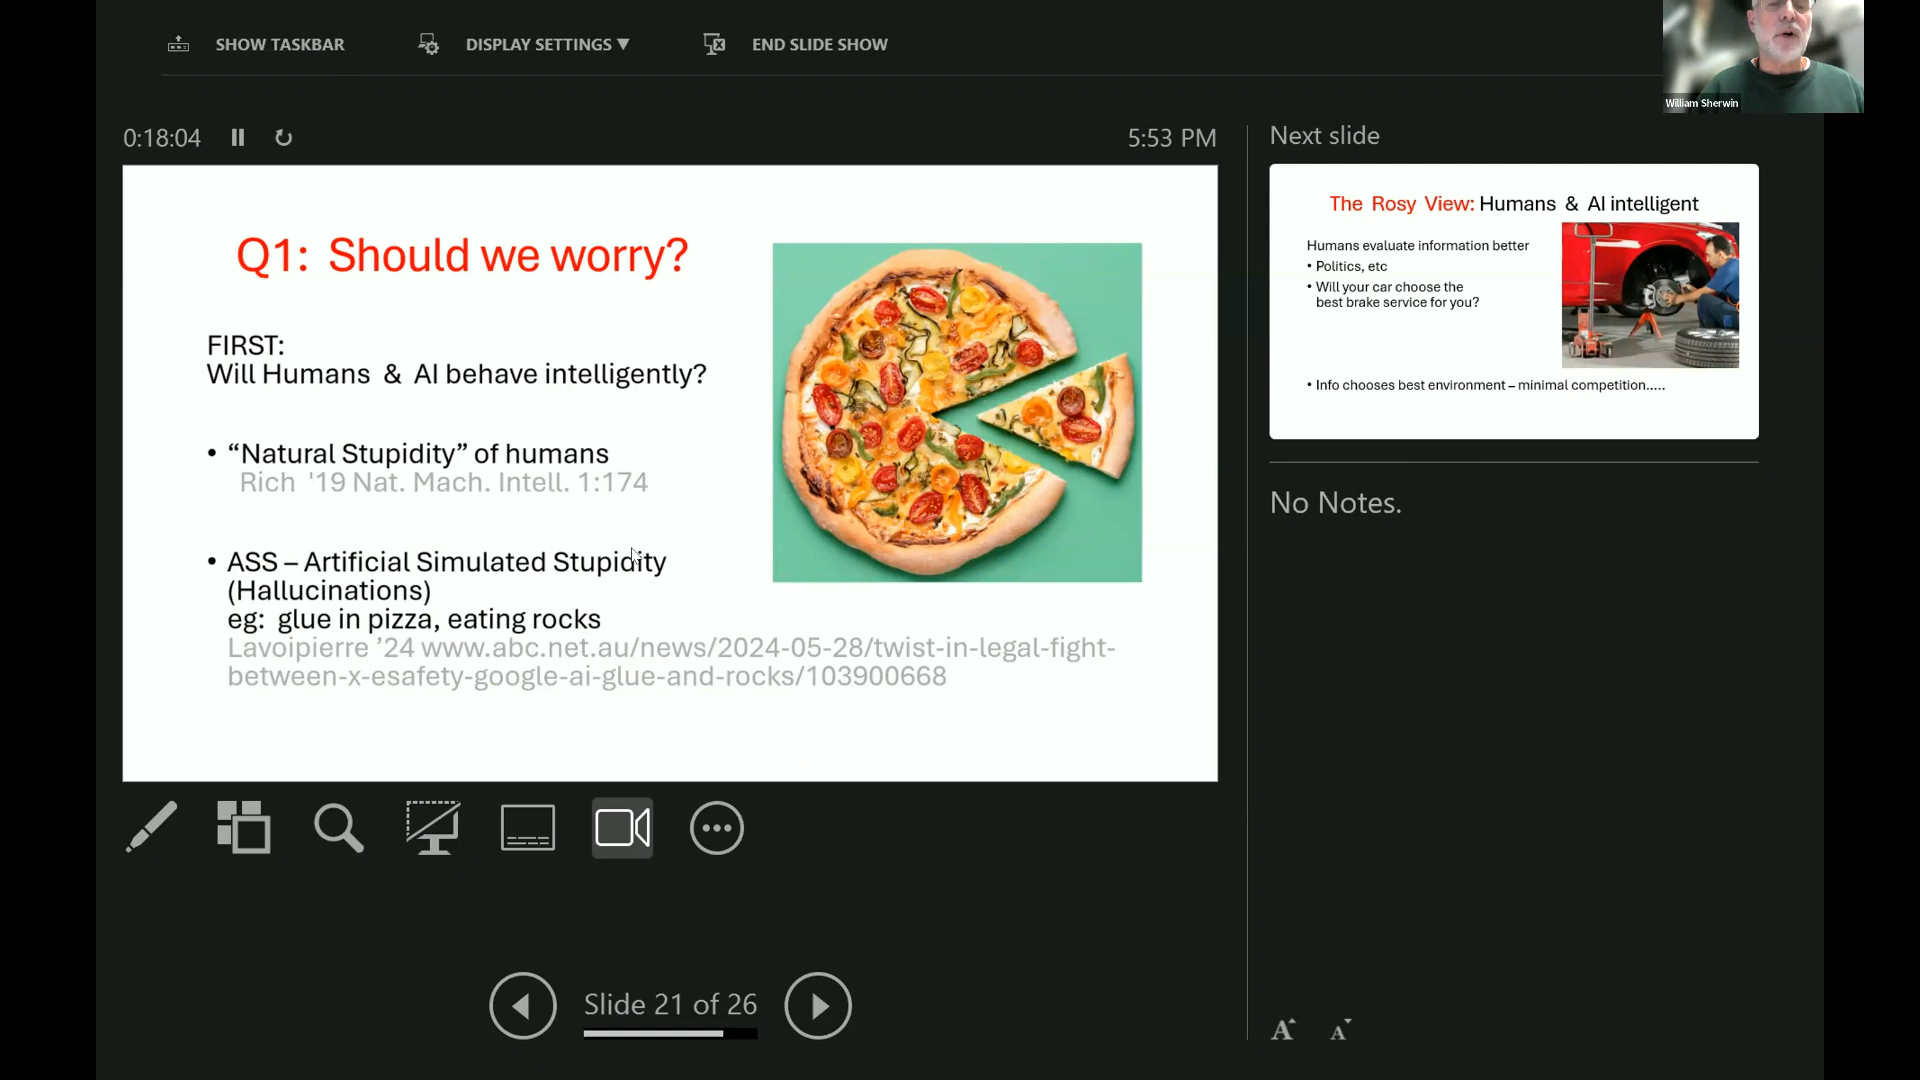 SHOW TASKBAR
DISPLAY SETTINGS ▼
END SLIDE SHOW
William Sherwin
0:18:04
5:53 PM
Q1: Should we worry?
FIRST:
Will Humans & AI behave intelligently?
• “Natural Stupidity” of humans
Rich '19 Nat. Mach. Intell. 1:174
• ASS – Artificial Simulated Stupidity
(Hallucinations)
eg: glue in pizza, eating rocks
Lavoipierre ’24 www.abc.net.au/news/2024-05-28/twist-in-legal-fight-
between-x-esafety-google-ai-glue-and-rocks/103900668
Next slide
The Rosy View: Humans & AI intelligent
Humans evaluate information better
• Politics, etc
• Will your car choose the
best brake service for you?
• Info chooses best environment – minimal competition.....
No Notes.
Slide 21 of 26
A A